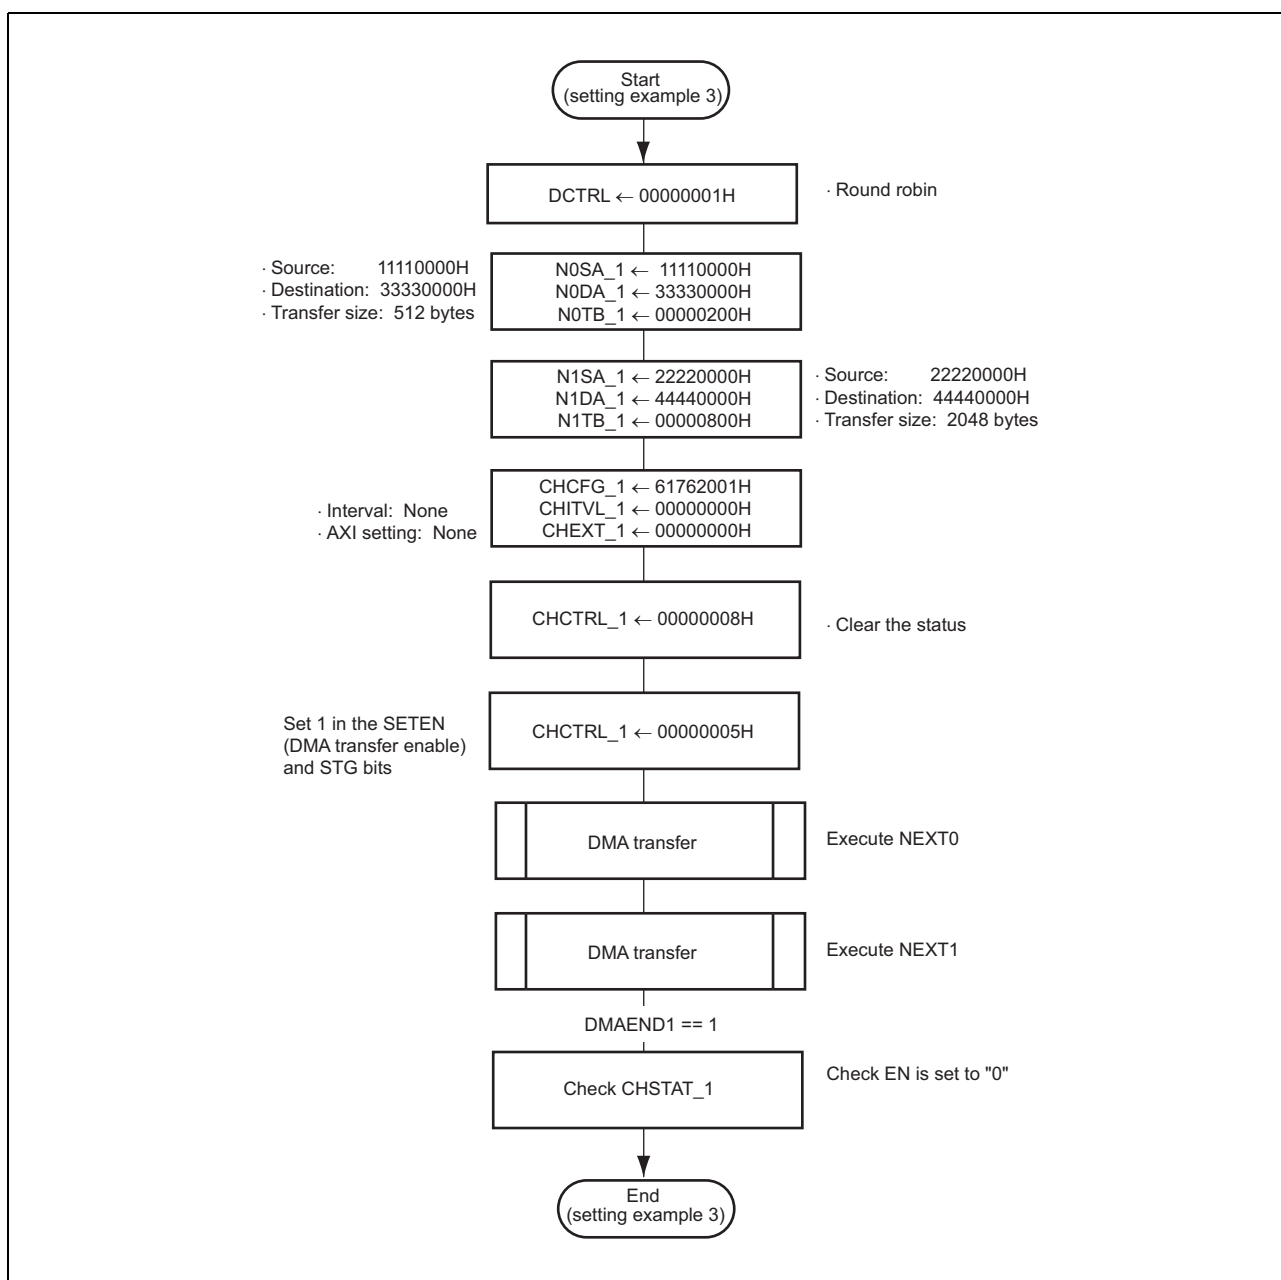 Start
(setting example 3)
DCTRL ← 00000001H
· Round robin
· Source: 11110000H
· Destination: 33330000H
· Transfer size: 512 bytes
N0SA_1 ← 11110000H
N0DA_1 ← 33330000H
N0TB_1 ← 00000200H
N1SA_1 ← 22220000H
N1DA_1 ← 44440000H
N1TB_1 ← 00000800H
· Source: 22220000H
· Destination: 44440000H
· Transfer size: 2048 bytes
· Interval: None
· AXI setting: None
CHCFG_1 ← 61762001H
CHITVL_1 ← 00000000H
CHEXT_1 ← 00000000H
CHCTRL_1 ← 00000008H
· Clear the status
Set 1 in the SETEN
(DMA transfer enable)
and STG bits
CHCTRL_1 ← 00000005H
DMA transfer
Execute NEXT0
DMA transfer
Execute NEXT1
DMAEND1 == 1
Check CHSTAT_1
Check EN is set to "0"
End
(setting example 3)